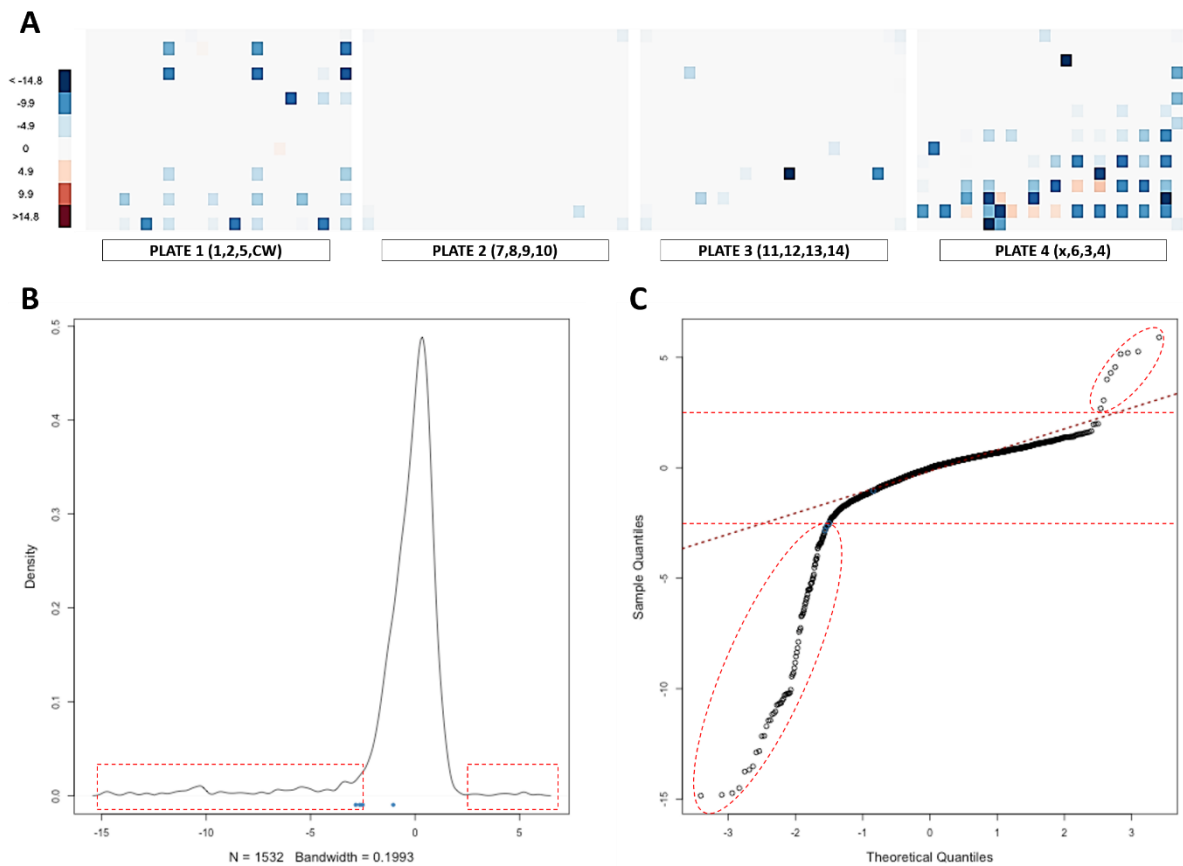 A
< -14.8
-9.9
-4.9
0
4.9
9.9
>14.8
PLATE 1 (1,2,5,CW)
PLATE 2 (7,8,9,10)
PLATE 3 (11,12,13,14)
PLATE 4 (x,6,3,4)
B
Density
0.5
0.4
0.3
0.2
0.1
0.0
-15
-10
-5
0
5
N = 1532 Bandwidth = 0.1993
C
Sample Quantiles
5
0
-5
-10
-15
-3
-2
-1
0
1
2
3
Theoretical Quantiles